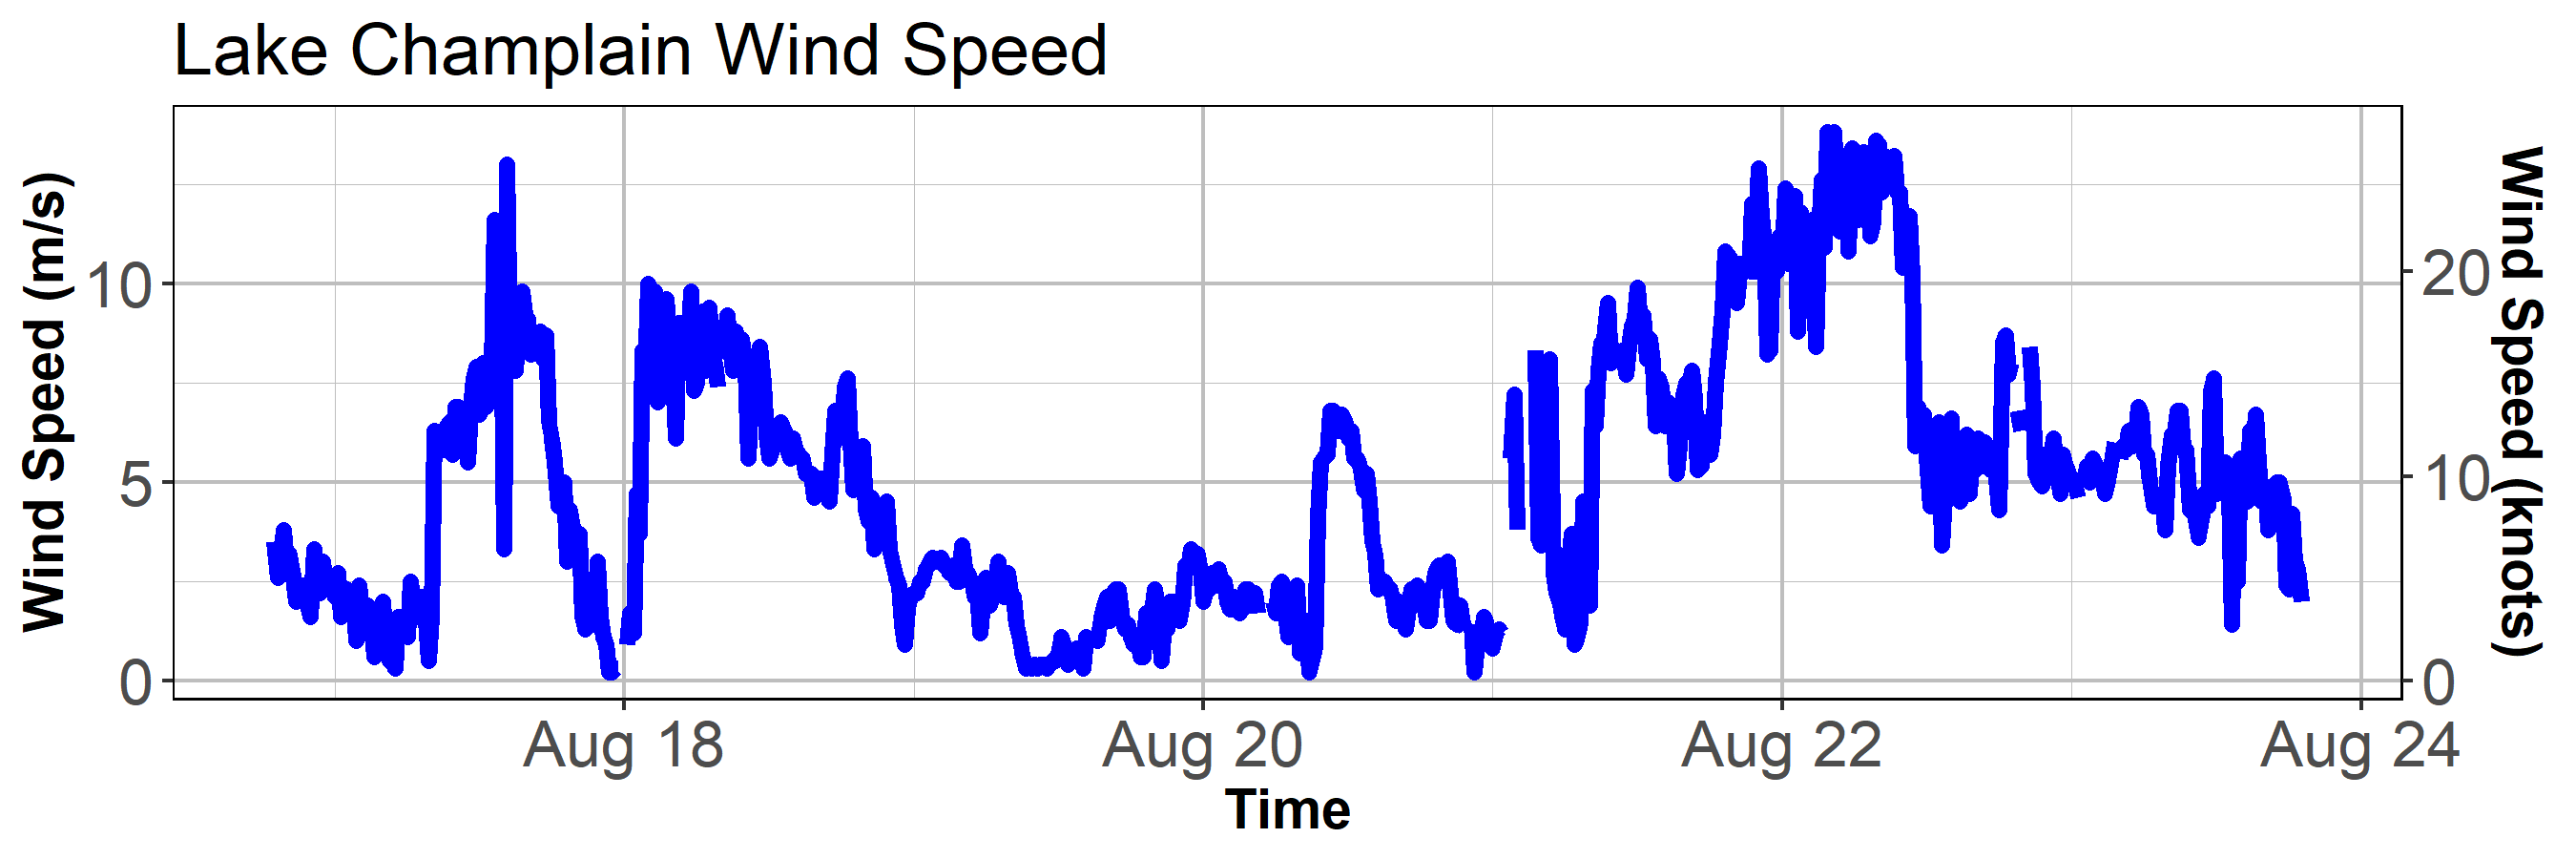 Lake Champlain Wind Speed
Wind Speed (m/s)
10
5
0
20
10
0
Wind Speed (knots)
Aug 18
Aug 20
Aug 22
Aug 24
Time